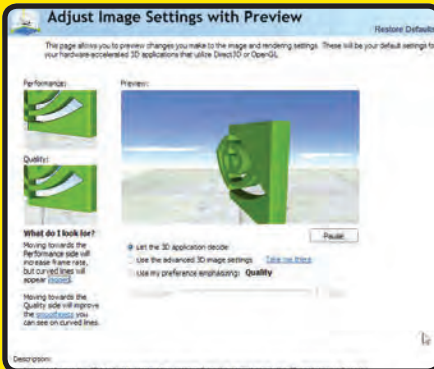 Adjust Image Settings with Preview
Restore Defaults
This page allows you to preview changes you make to the image and rendering settings. These will be your default settings fo
your hardware-accelerated 3D applications that utilize Direct3D or OpenGL.
Performance:
Preview:
Quality:
What do I look for?
Moving towards the
Performance side will
increase frame rate,
but curved lines will
appear jagged.
Moving towards the
Quality side will improve
the smoothness you
can see on curved lines.
Pause
Let the 3D application decide
Use the advanced 3D image settings Take me there
Use my preference emphasizing: Quality
Description: